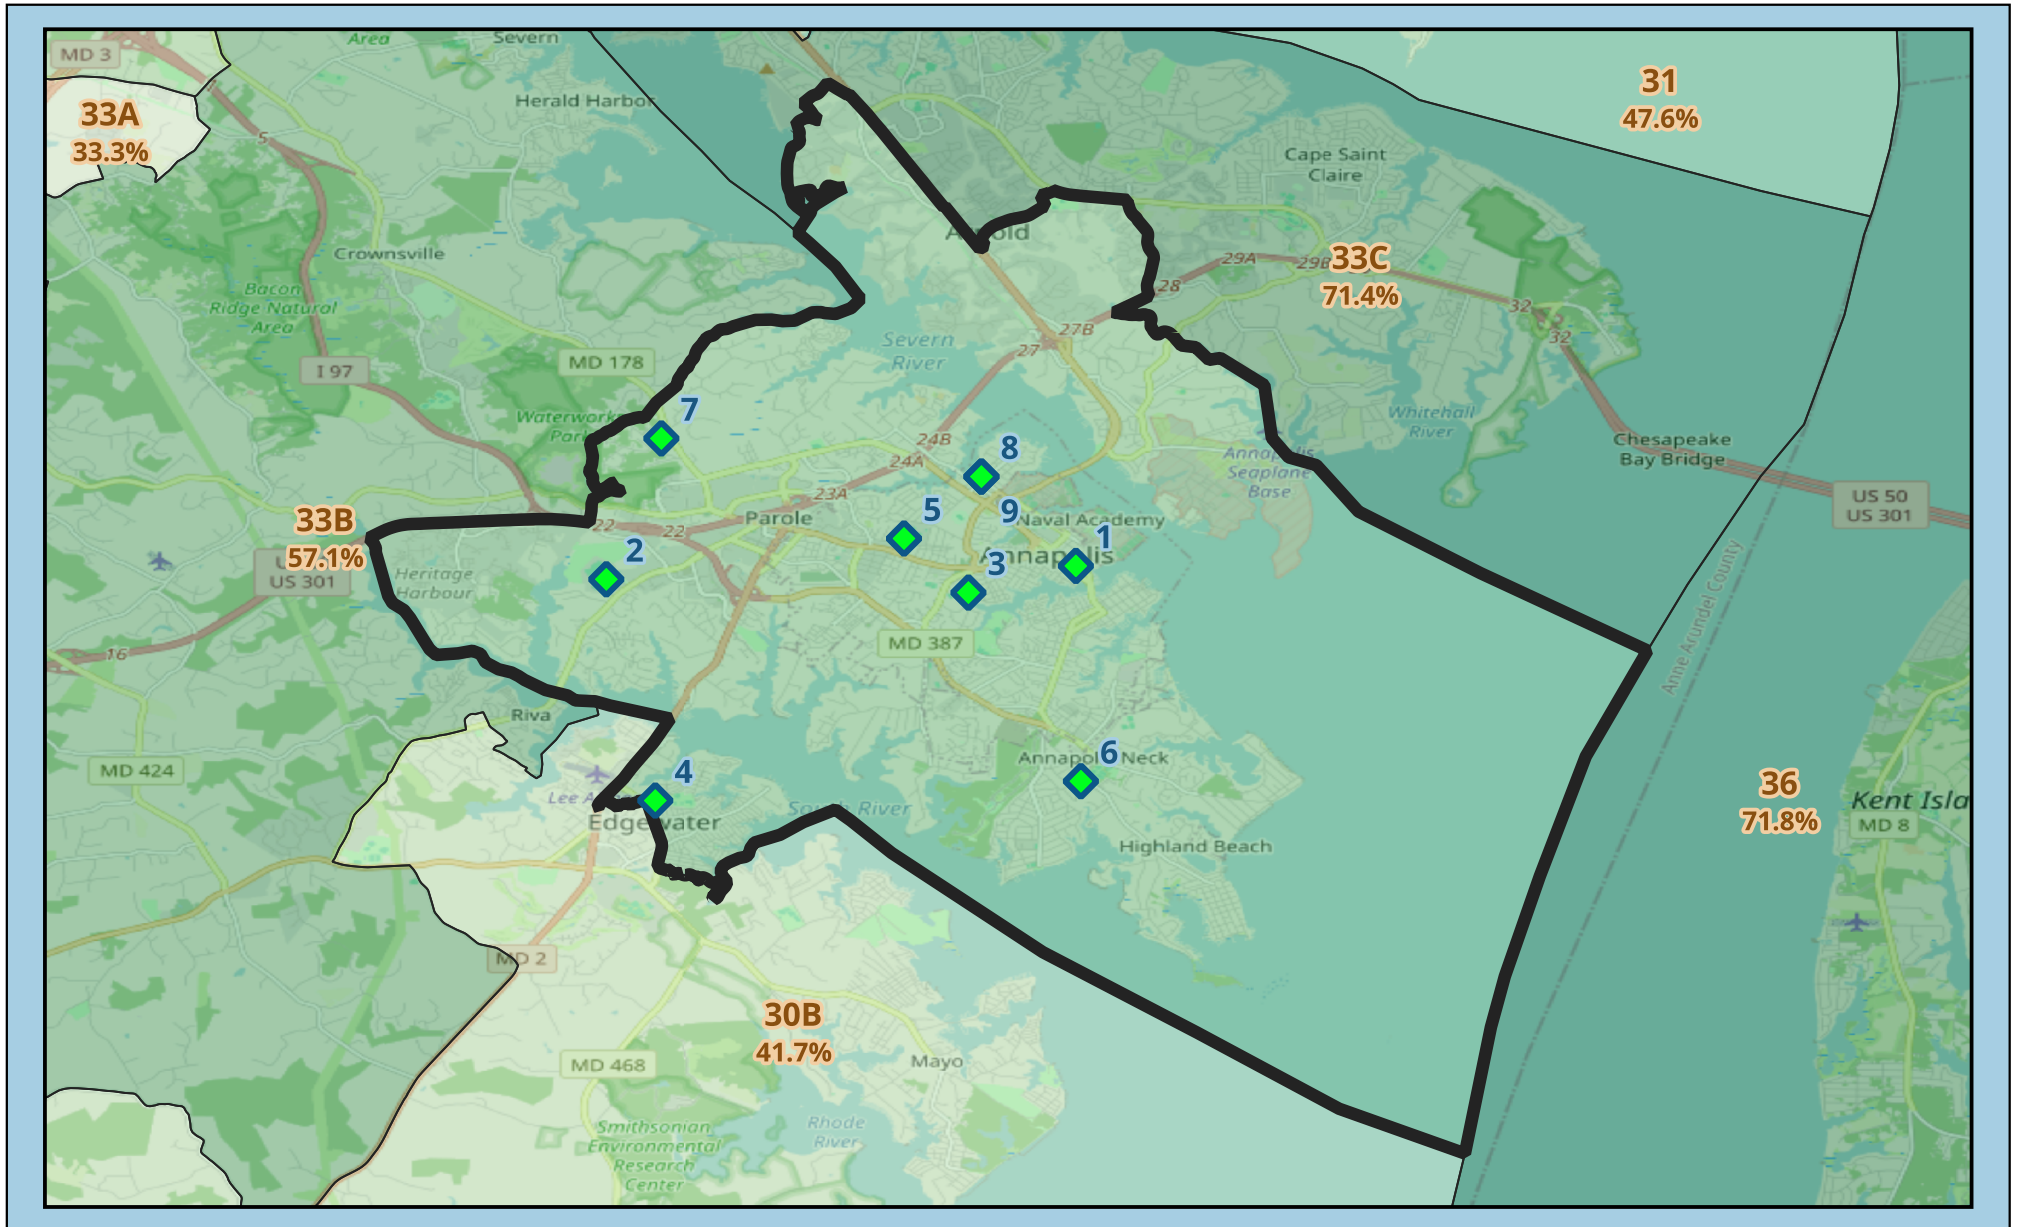 MD 3
Area
Severn
31
47.6%
33A
33.3%
Herald Harbor
5
Cape Saint
Claire
Crownsville
33C
71.4%
29A
28
32
32
Bacon
Ridge Natural
Area
27B
27
Severn
River
MD 178
I 97
7
Waterworks
Whitehall
River
24B
24A
8
Chesapeake
Bay Bridge
Annapolis
Seaplane
Base
US 50
US 301
23A
5
9
Parole
Naval Academy
33B
57.1%
22
22
2
1
3
Annapolis
US 301
Heritage
Harbour
16
MD 387
Anne Arundel County
Riva
MD 424
4
6
Annapolis Neck
36
71.8%
Kent Isla
MD 8
South River
Edgewater
Highland Beach
MD 2
30B
41.7%
MD 468
Mayo
Rhode
River
Smithsonian
Environmental
Research
Center